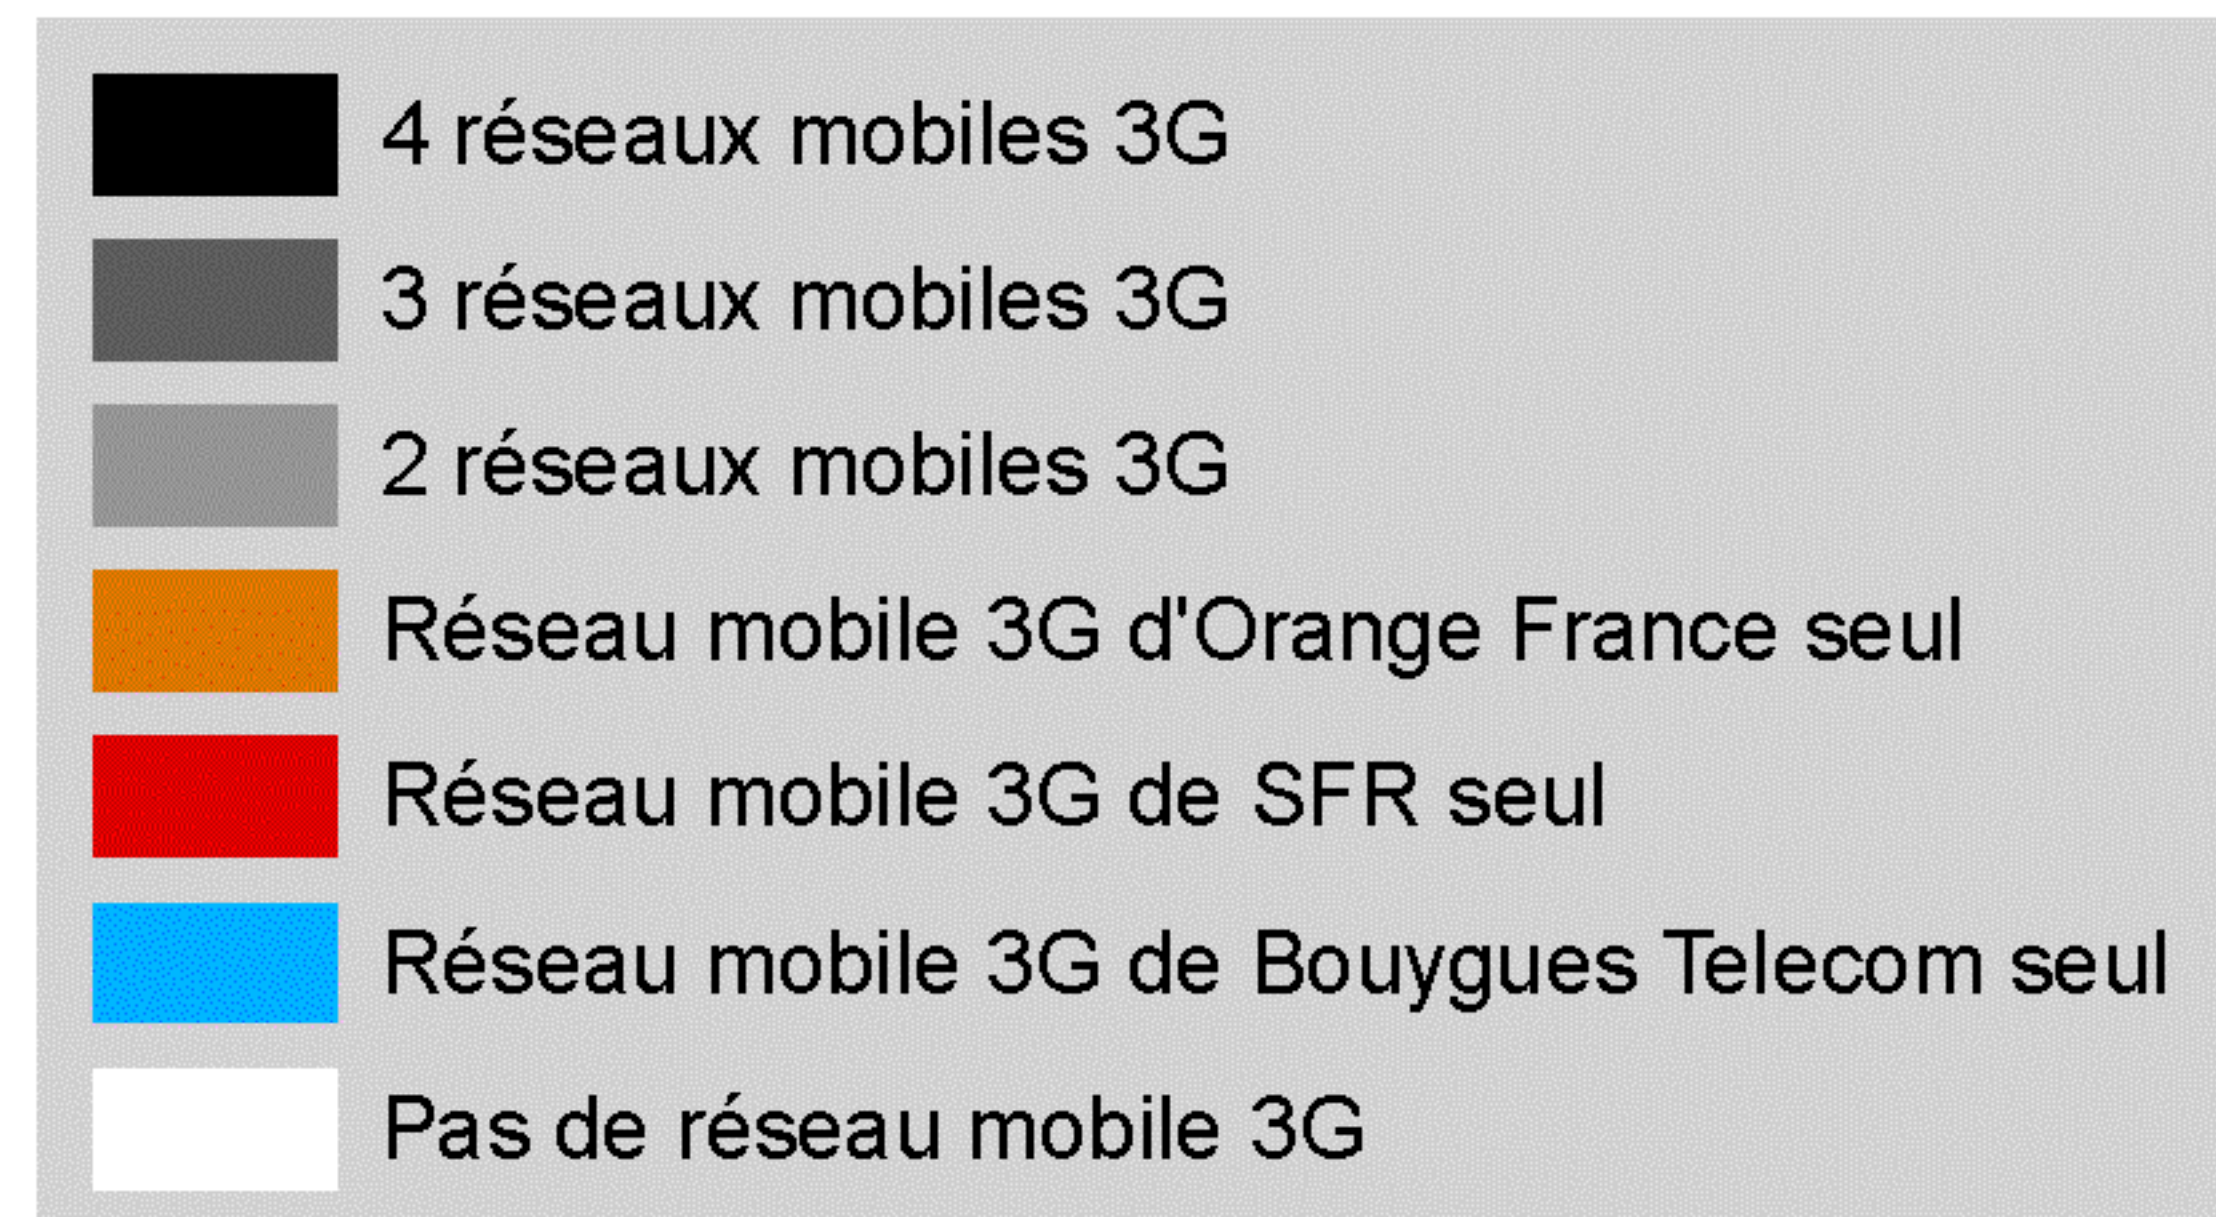 4 réseaux mobiles 3G
3 réseaux mobiles 3G
2 réseaux mobiles 3G
Réseau mobile 3G d'Orange France seul
Réseau mobile 3G de SFR seul
Réseau mobile 3G de Bouygues Telecom seul
Pas de réseau mobile 3G